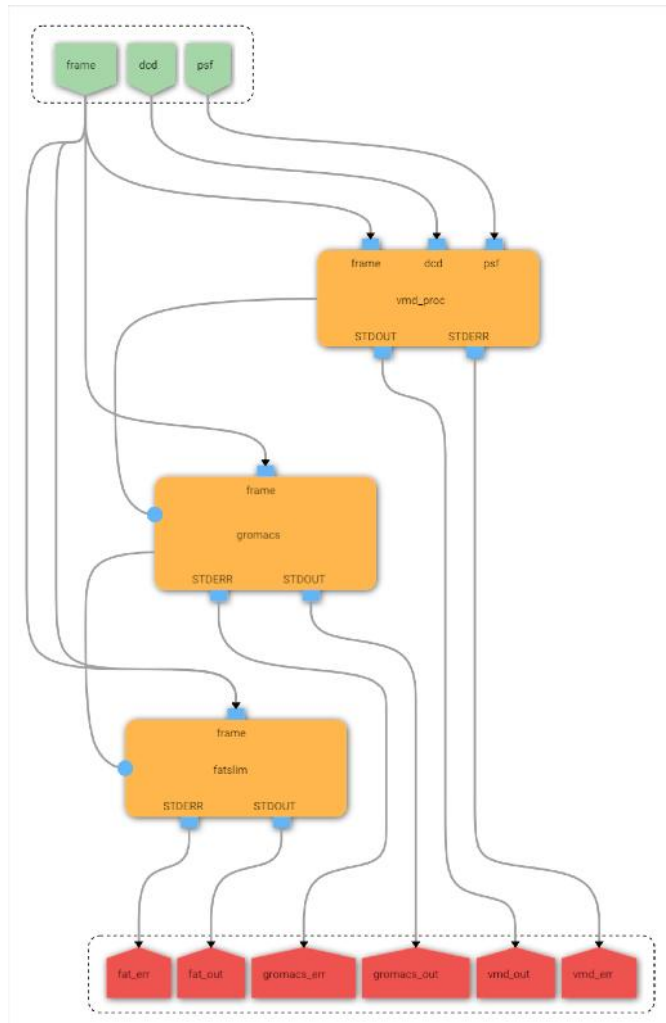 frame dcd psf
frame dcd psf
vmd_proc
STDOUT STDERR
frame
gromacs
STDERR STDOUT
frame
fatslim
STDERR STDOUT
fat_err fat_out gromacs_err gromacs_out vmd_out vmd_err